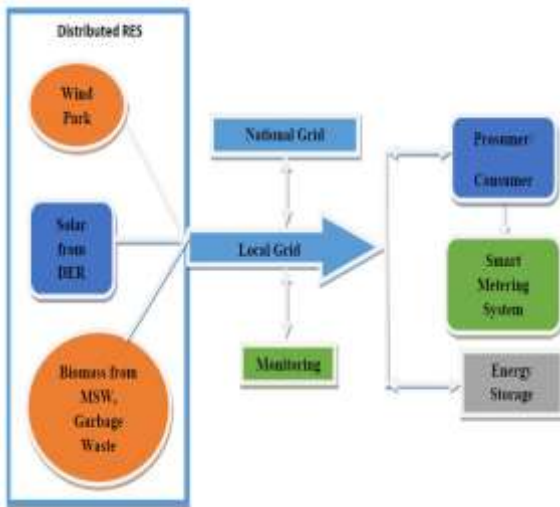 Distributed RES
Wind
Park
Solar
from
DER
Biomass from
MSW,
Garbage
Waste
National Grid
Local Grid
Monitoring
Prosumer/
Consumer
Smart
Metering
System
Energy
Storage